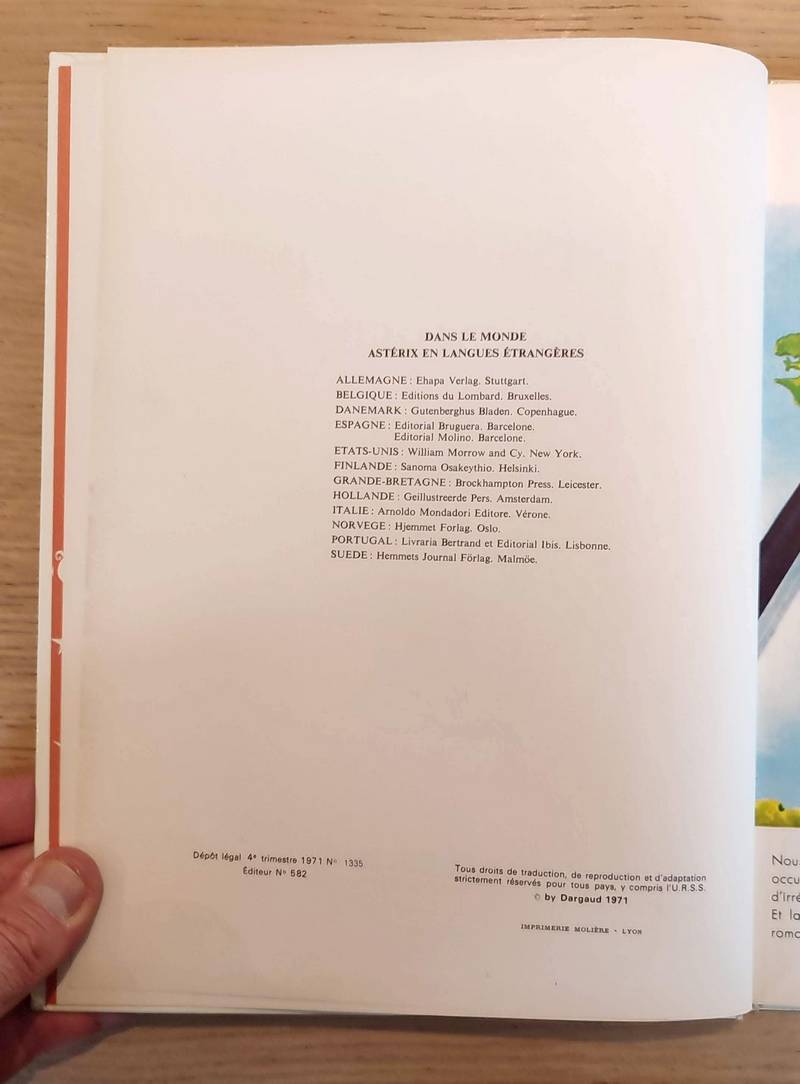 DANS LE MONDE
ASTÉRIX EN LANGUES ÉTRANGÈRES
ALLEMAGNE : Ehapa Verlag. Stuttgart.
BELGIQUE : Editions du Lombard. Bruxelles.
DANEMARK : Gutenberghus Bladen. Copenhague.
ESPAGNE : Editorial Bruguera. Barcelone.
Editorial Molino. Barcelone.
ETATS-UNIS : William Morrow and Cy. New York.
FINLANDE : Sanoma Osakeythio. Helsinki.
GRANDE-BRETAGNE : Brockhampton Press. Leicester.
HOLLANDE : Geillustreerde Pers. Amsterdam.
ITALIE : Arnoldo Mondadori Editore. Vérone.
NORVEGE : Hjemmet Forlag. Oslo.
PORTUGAL : Livraria Bertrand et Editorial Ibis. Lisbonne.
SUEDE : Hemmets Journal Förlag. Malmöe.
Dépôt légal 4e trimestre 1971 N° 1335
Éditeur N° 582
Tous droits de traduction, de reproduction et d'adaptation
strictement réservés pour tous pays, y compris l'U.R.S.S.
© by Dargaud 1971
IMPRIMERIE MOLIÈRE - LYON
Nous
occu
d'irré
Et la
roma